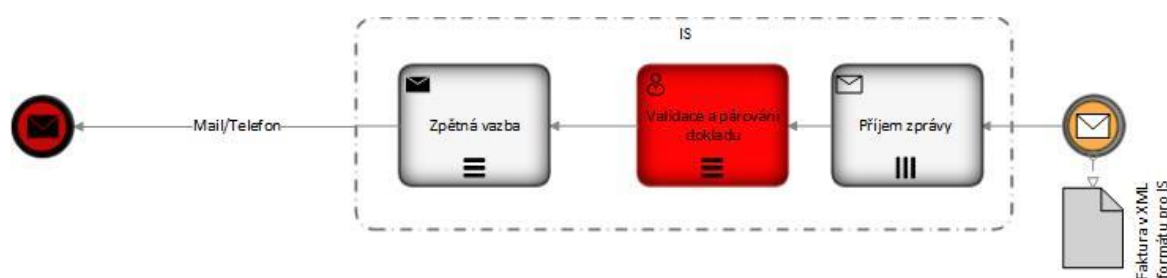 IS
Mail/Telefon
Zpětná vazba
Validace a párování
dokladu
Příjem zprávy
Faktura v XML
formátu pro IS